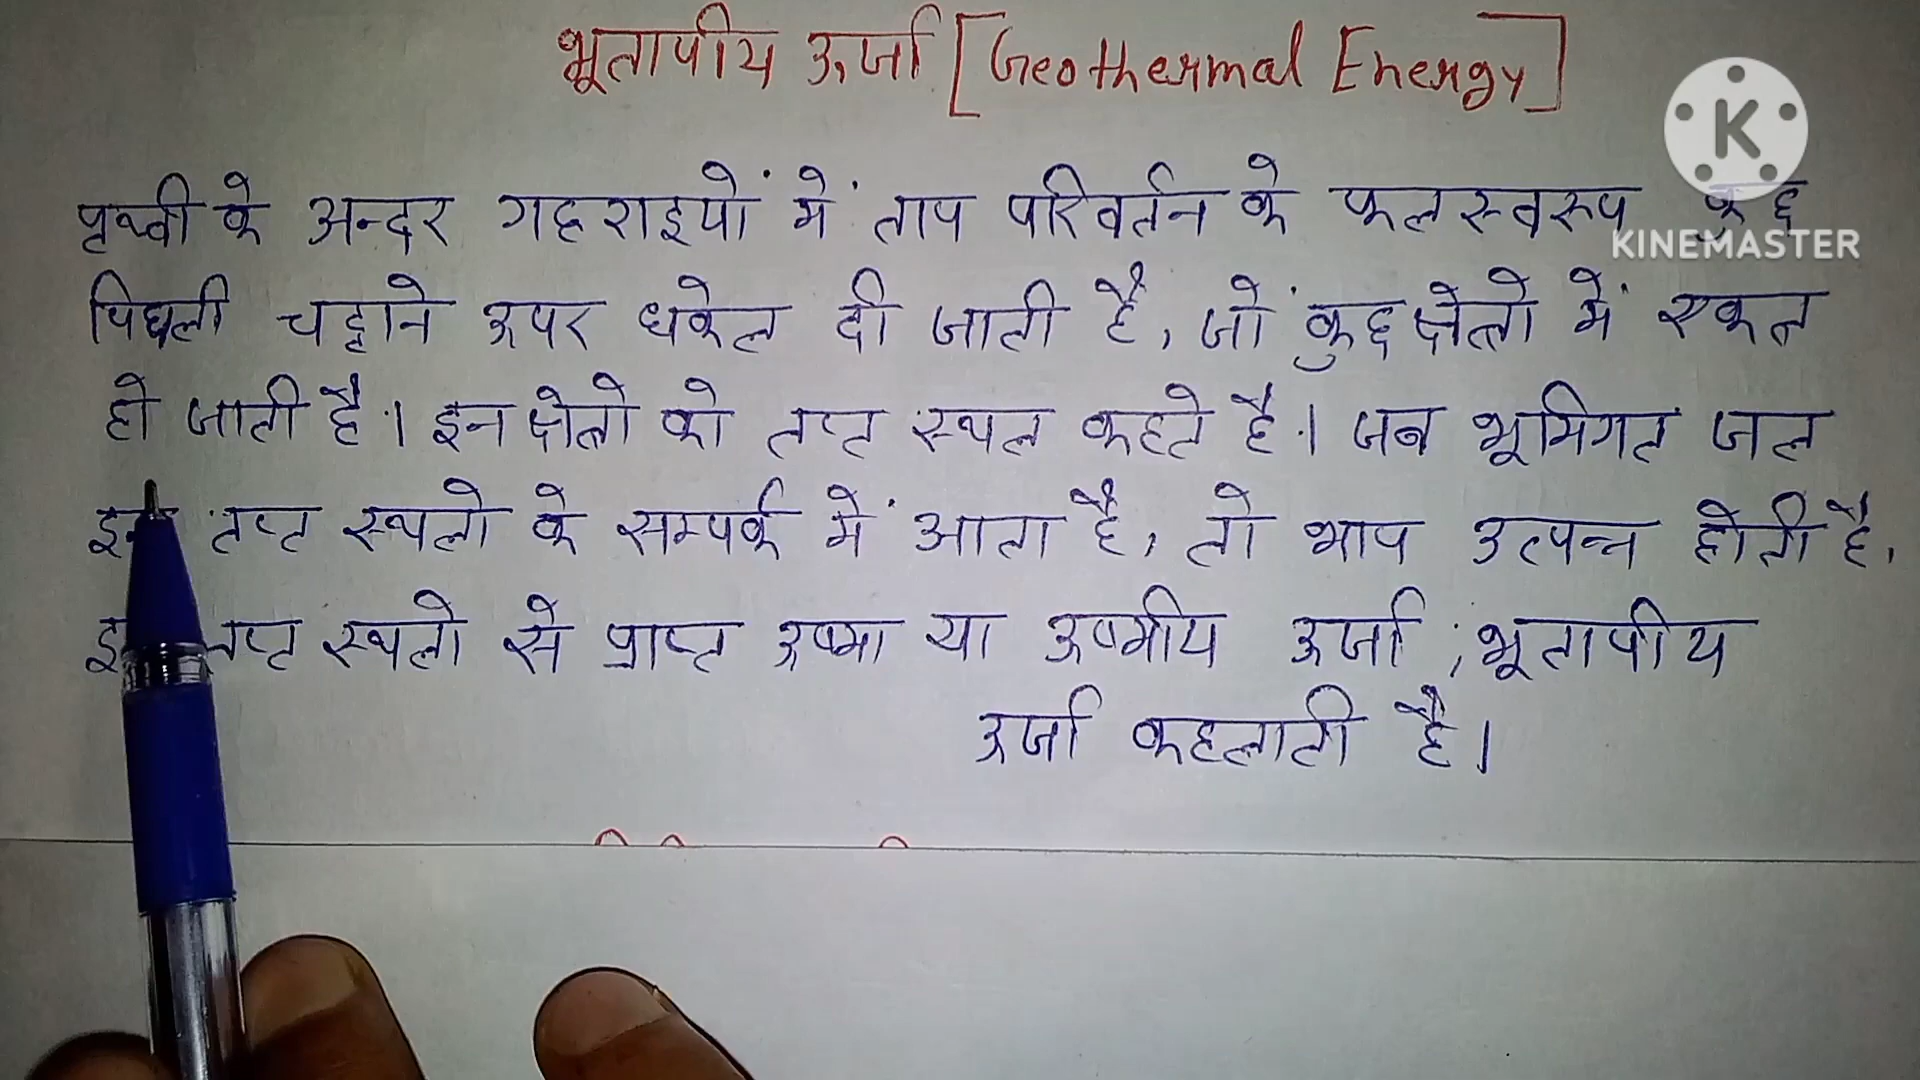 भूतापीय ऊर्जा [Geothermal Energy]
K
KINEMASTER
पृथ्वी के अन्दर गहराइयों में ताप परिवर्तन के फलस्वरूप कुछ
पिघली चट्टाने ऊपर धकेल दी जाती है, जो कुछ क्षेत्रो में एकत्र
हो जाती है। इन क्षेत्रो को तप्त स्थल कहते है। जब भूमिगत जल
इन तप्त स्थलो के सम्पर्क में आता है, तो भाप उत्पन्न होती है,
तप्त स्थलो से प्राप्त ऊष्मा या ऊष्मीय ऊर्जा, भूतापीय
ऊर्जा कहलाती है।